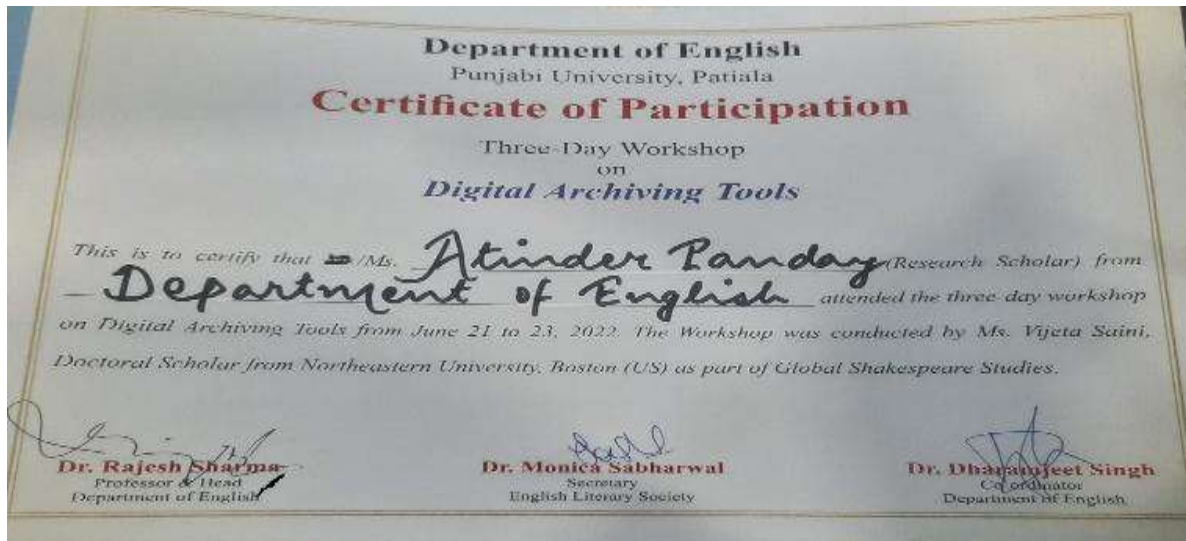 Department of English
Punjabi University, Patiala
Certificate of Participation
Three-Day Workshop
on
Digital Archiving Tools
This is to certify that /Ms. Atinder Panday (Research Scholar) from
Department of English attended the three-day workshop
on Digital Archiving Tools from June 21 to 23, 2022. The Workshop was conducted by Ms. Vijeta Saini,
Doctoral Scholar from Northeastern University, Boston (US) as part of Global Shakespeare Studies.
Dr. Rajesh Sharma Dr. Monica Sabharwal Dr. Dharamjeet Singh
Professor & Head Secretary Co-ordinator
Department of English English Literary Society Department of English